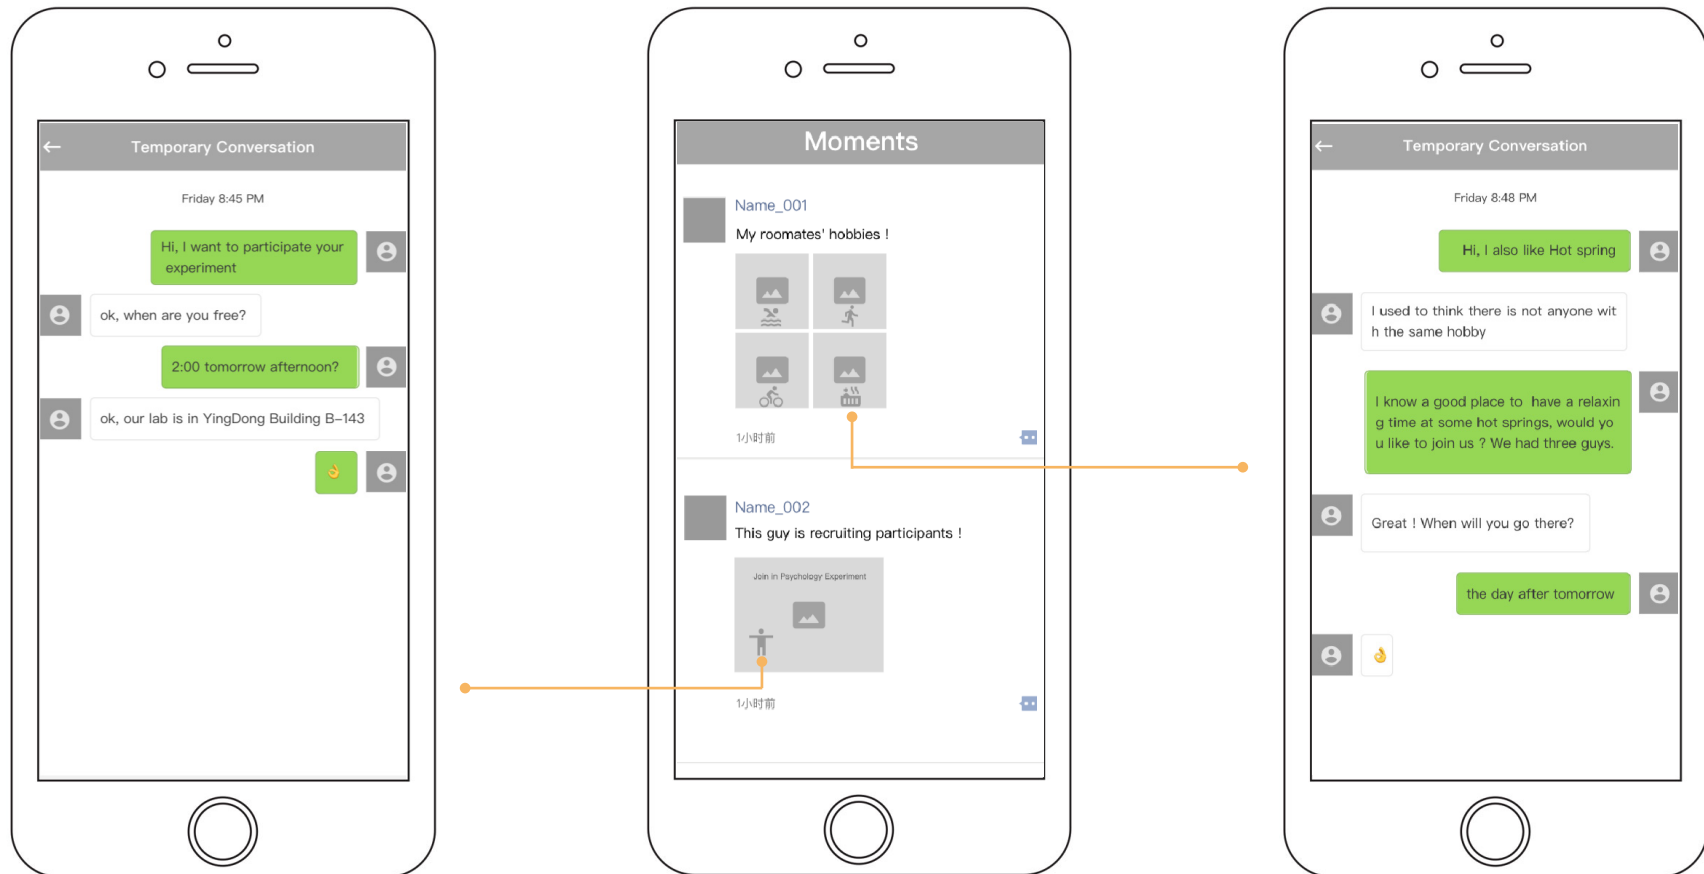 Temporary Conversation
Friday 8:45 PM
Hi, I want to participate your
experiment
ok, when are you free?
2:00 tomorrow afternoon?
ok, our lab is in YingDong Building B-143
👌
Moments
Name_001
My roomates' hobbies !
1小时前
Name_002
This guy is recruiting participants !
Join in Psychology Experiment
1小时前
Temporary Conversation
Friday 8:48 PM
Hi, I also like Hot spring
I used to think there is not anyone wit
h the same hobby
I know a good place to have a relaxin
g time at some hot springs, would yo
u like to join us ? We had three guys.
Great ! When will you go there?
the day after tomorrow
👌